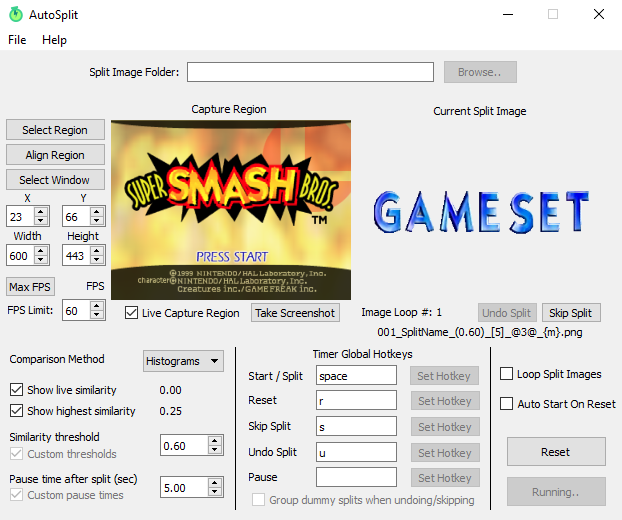 AutoSplit
File Help
Split Image Folder: Browse..
Capture Region
Current Split Image
Select Region
Align Region
Select Window
X Y
23 66
Width Height
600 443
Max FPS FPS
FPS Limit: 60
SUPER SMASH BROS.
TM
PRESS START
©1999 NINTENDO/HAL Laboratory, Inc.
character©NINTENDO/HAL Laboratory, Inc.
Creatures inc./GAME FREAK inc.
GAME SET
Live Capture Region Take Screenshot
Image Loop #: 1 Undo Split Skip Split
001_SplitName_(0.60)_[5]_@3@_{m}.png
Comparison Method Histograms
Show live similarity 0.00
Show highest similarity 0.25
Similarity threshold 0.60
Custom thresholds
Pause time after split (sec) 5.00
Custom pause times
Timer Global Hotkeys
Start / Split space Set Hotkey
Reset r Set Hotkey
Skip Split s Set Hotkey
Undo Split u Set Hotkey
Pause Set Hotkey
Group dummy splits when undoing/skipping
Loop Split Images
Auto Start On Reset
Reset
Running..